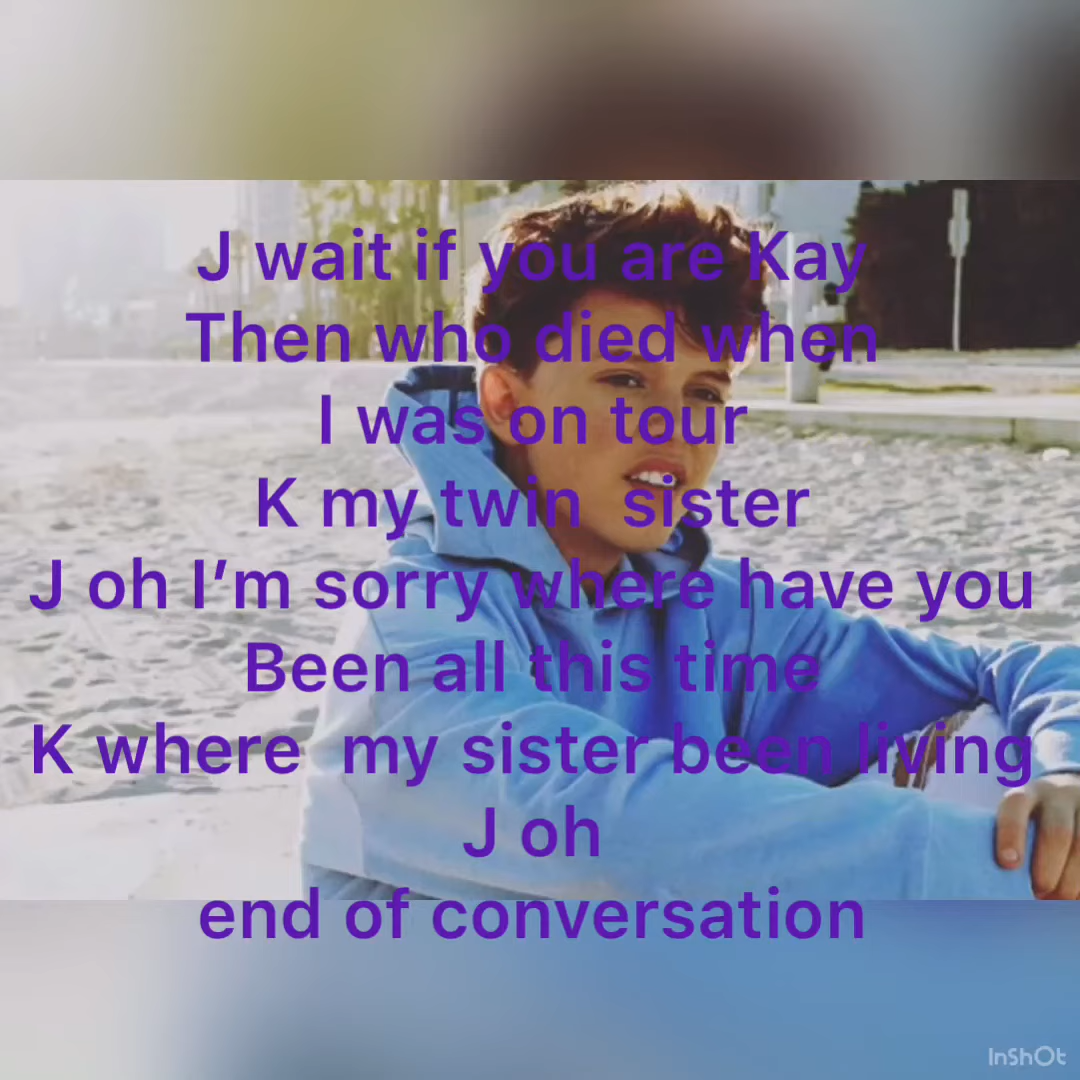 J wait if you are Kay
Then who died when
I was on tour
K my twin  sister
J oh I’m sorry where have you
Been all this time
K where  my sister been living
J oh
end of conversation
InShOt